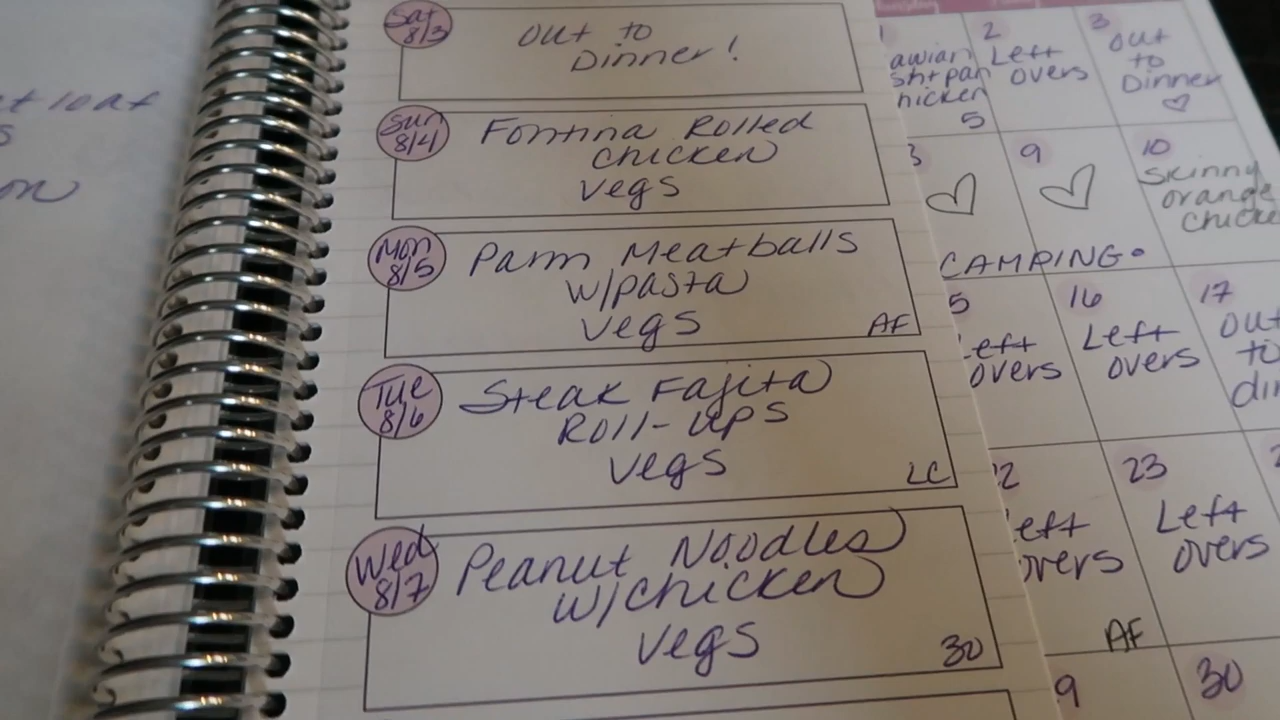 Sat
8/3
Out to
Dinner!
Sun
8/4
Fontina Rolled
Chicken
Vegs
Mon
8/5
Parm Meatballs
w/pasta
Vegs
AF
Tue
8/6
Steak Fajita
Roll-ups
Vegs
LC
Wed
8/7
Peanut Noodles
w/chicken
Vegs
30
2
Left
overs
3
Out
to
Dinner
5
9
10
Skinny
orange
CAMPING
16
Left
overs
17
overs
to
23
Left
overs
AF
30